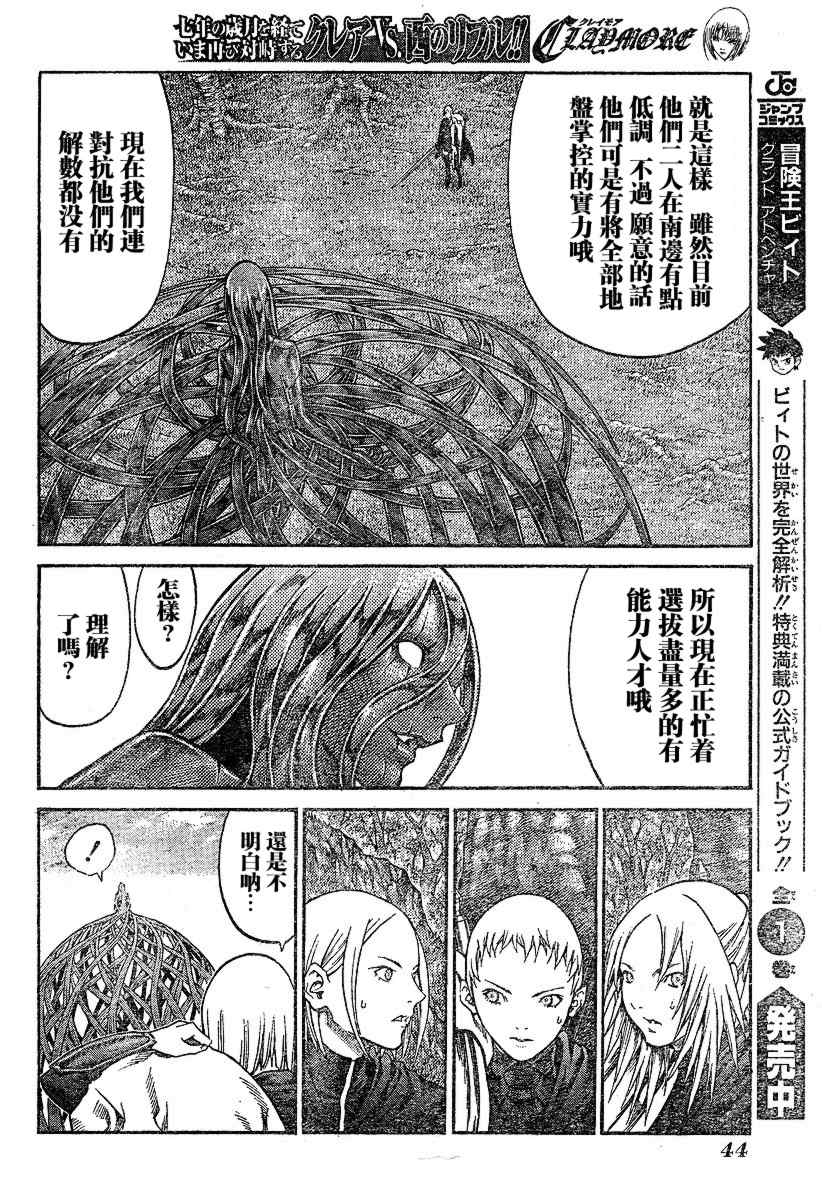 七年の歳月を経て
いま再び対峙する
クレアVS.西のリフル!!
クレイモア
CLAYMORE
就是這樣 雖然目前
他們二人在南邊有點
低調 不過 願意的話
他們可是有將全部地
盤掌控的實力哦
現在我們連
對抗他們的
解數都沒有
所以現在正忙着
選拔盡量多的有
能力人才哦
怎樣?
理解
了嗎?
還是不
明白吶…
!
ジャンプ
コミックス
冒険王ビィト
グランド アドベンチャー
ビィトの世界を完全解析!!特典満載の公式ガイドブック!!
全1巻
発売中
44